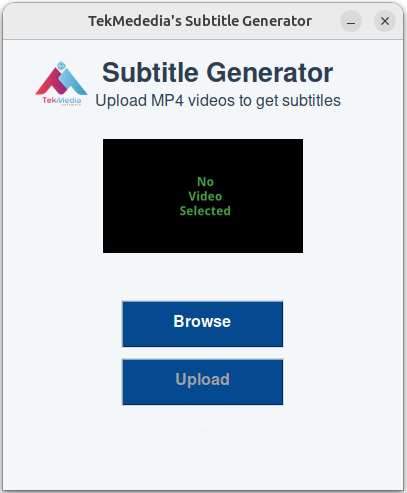 TekMededia's Subtitle Generator
Subtitle Generator
TekMedia
Upload MP4 videos to get subtitles
No
Video
Selected
Browse
Upload